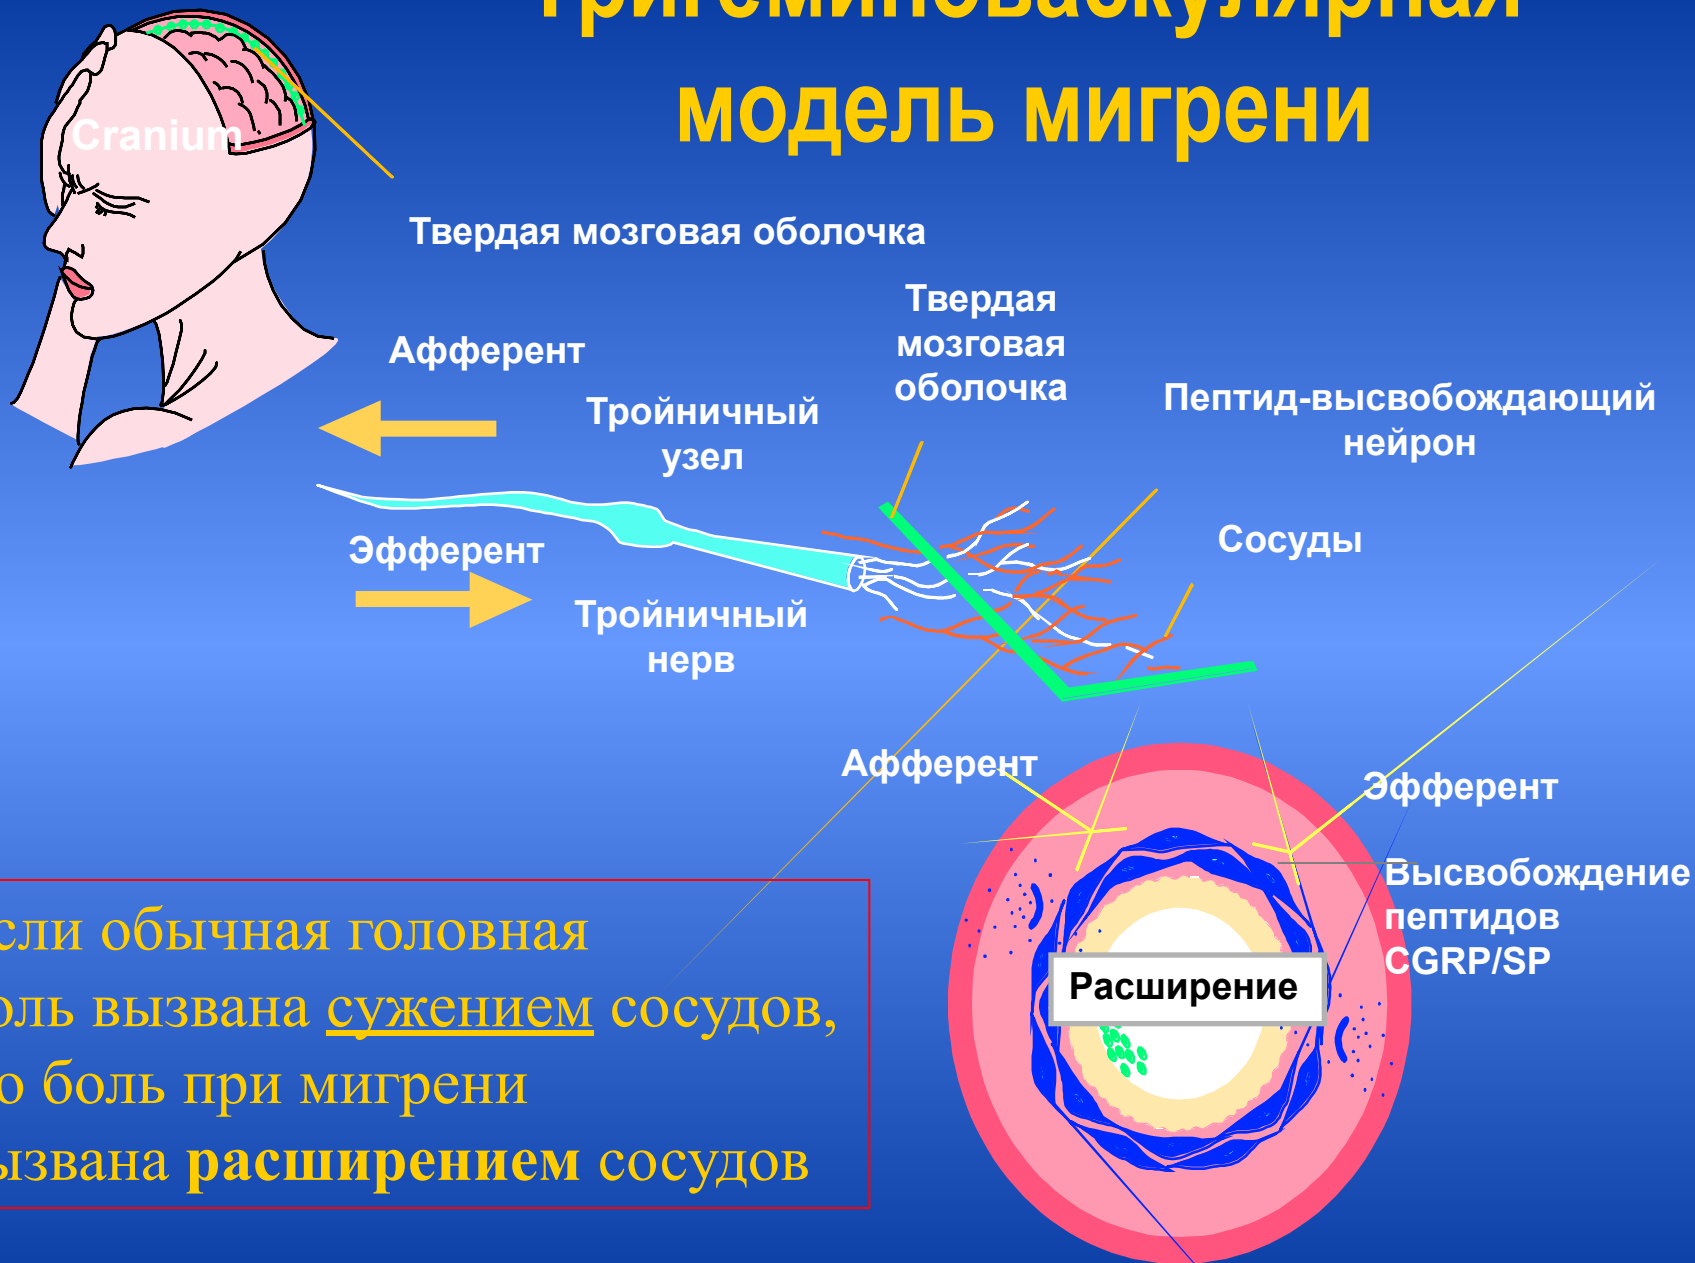 Тригеминоваскулярная
модель мигрени
Cranium
Твердая мозговая оболочка
Твердая
мозговая
оболочка
Афферент
Тройничный
узел
Пептид-высвобождающий
нейрон
Эфферент
Сосуды
Тройничный
нерв
Афферент
Эфферент
Высвобождение
пептидов
CGRP/SP
Расширение
сли обычная головная
оль вызвана сужением сосудов,
о боль при мигрени
ызвана расширением сосудов